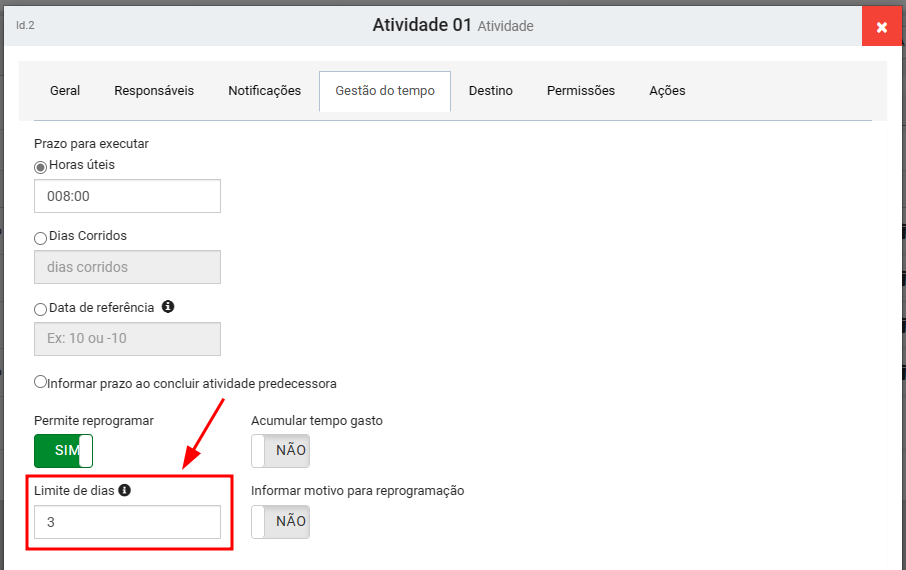 Id.2
Atividade 01 Atividade
Geral Responsáveis Notificações Gestão do tempo Destino Permissões Ações
Prazo para executar
Horas úteis
008:00
Dias Corridos
dias corridos
Data de referência
Ex: 10 ou -10
Informar prazo ao concluir atividade predecessora
Permite reprogramar Acumular tempo gasto
SIM NÃO
Limite de dias Informar motivo para reprogramação
3 NÃO